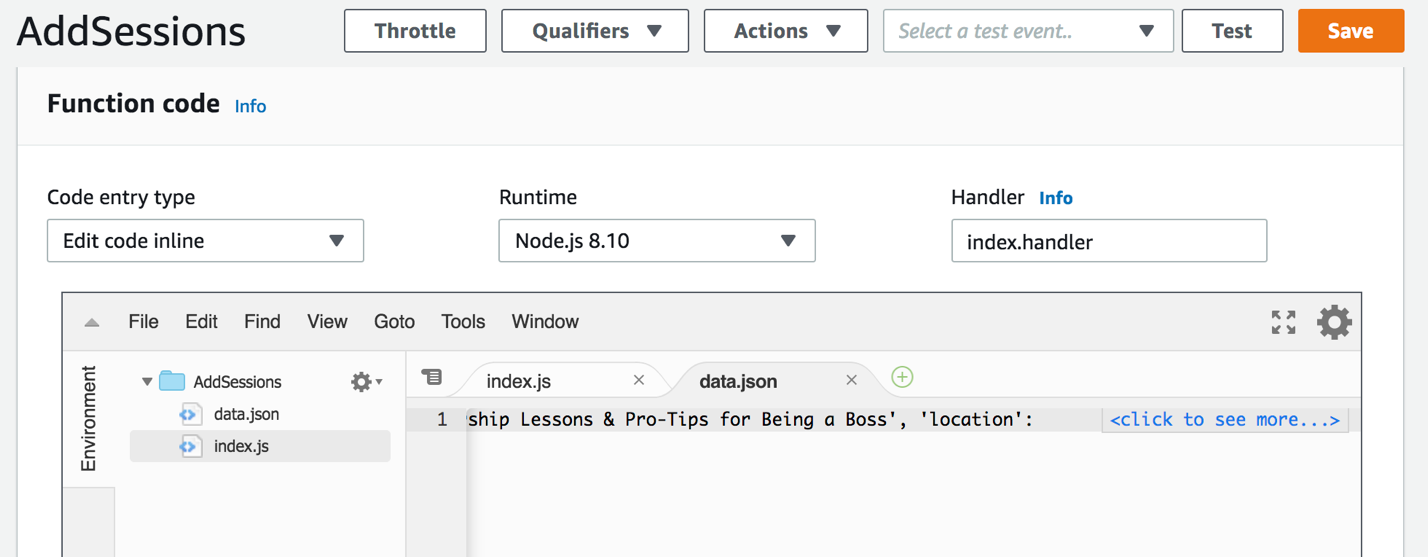 AddSessions Throttle Qualifiers Actions Select a test event.. Test Save
Function code Info
Code entry type Runtime Handler Info
Edit code inline Node.js 8.10 index.handler
File Edit Find View Goto Tools Window
Environment
AddSessions index.js data.json
data.json
index.js
1 ship Lessons & Pro-Tips for Being a Boss', 'location': <click to see more...>